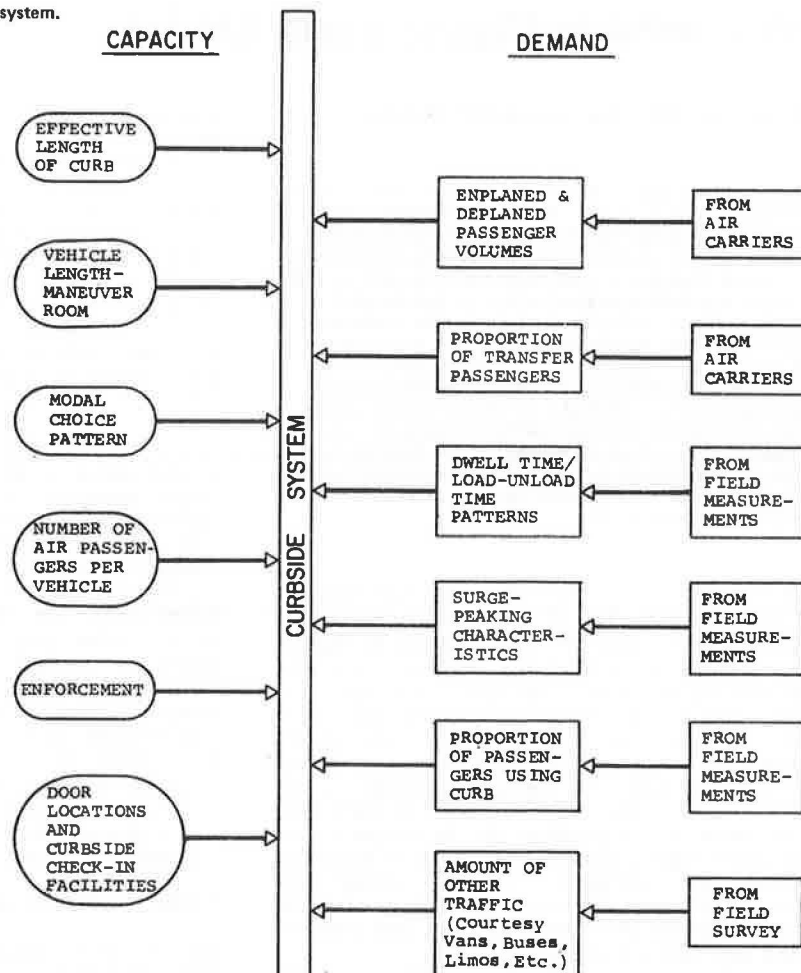 system.
CAPACITY
DEMAND
EFFECTIVE
LENGTH
OF CURB
VEHICLE
LENGTH-
MANEUVER
ROOM
MODAL
CHOICE
PATTERN
NUMBER OF
AIR PASSEN-
GERS PER
VEHICLE
ENFORCEMENT
DOOR
LOCATIONS
AND
CURBSIDE
CHECK-IN
FACILITIES
CURBSIDE SYSTEM
ENPLANED &
DEPLANED
PASSENGER
VOLUMES
FROM
AIR
CARRIERS
PROPORTION
OF TRANSFER
PASSENGERS
FROM
AIR
CARRIERS
DWELL TIME/
LOAD-UNLOAD
TIME
PATTERNS
FROM
FIELD
MEASURE-
MENTS
SURGE-
PEAKING
CHARACTER-
ISTICS
FROM
FIELD
MEASURE-
MENTS
PROPORTION
OF PASSEN-
GERS USING
CURB
FROM
FIELD
MEASURE-
MENTS
AMOUNT OF
OTHER
TRAFFIC
(Courtesy
Vans, Buses,
Limos, Etc.)
FROM
FIELD
SURVEY